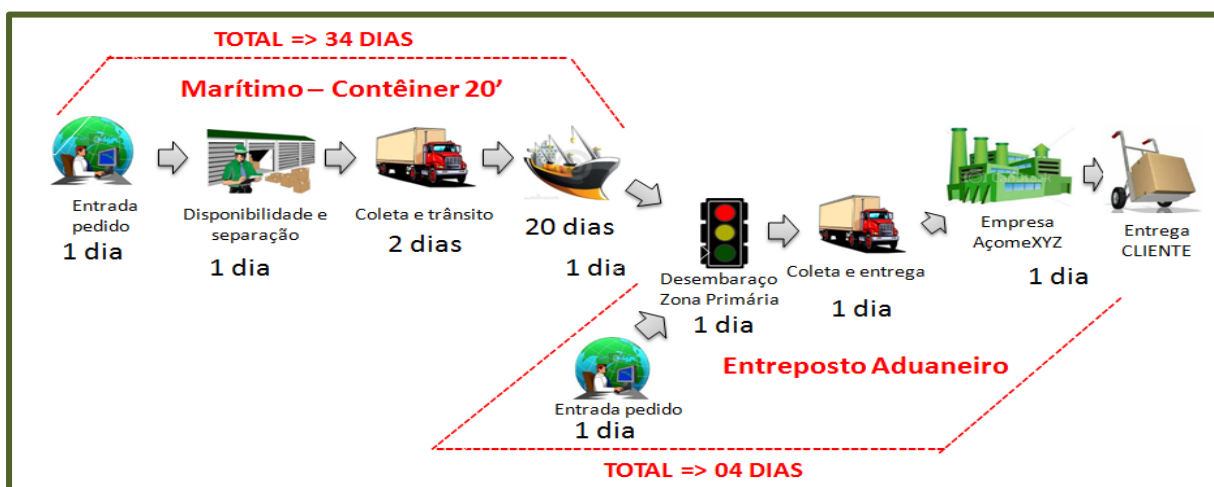 TOTAL => 34 DIAS
Marítimo – Contêiner 20’
Entrada
pedido
1 dia
Disponibilidade e
separação
1 dia
Coleta e trânsito
2 dias
20 dias
1 dia
Desembaraço
Zona Primária
1 dia
Coleta e entrega
1 dia
Empresa
AçomeXYZ
1 dia
Entrega
CLIENTE
Entrada pedido
1 dia
Entreposto Aduaneiro
TOTAL => 04 DIAS